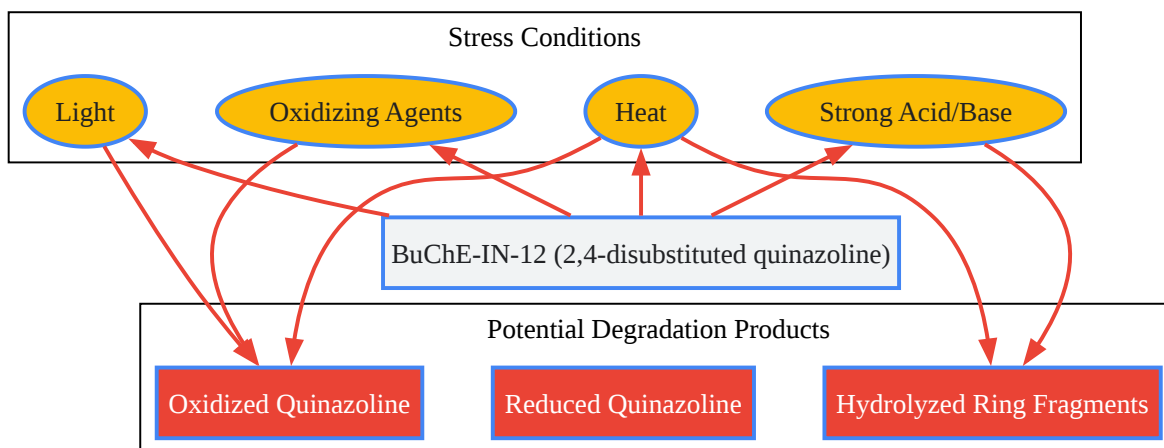 Stress Conditions
Light
Oxidizing Agents
Heat
Strong Acid/Base
BuChE-IN-12 (2,4-disubstituted quinazoline)
Potential Degradation Products
Oxidized Quinazoline
Reduced Quinazoline
Hydrolyzed Ring Fragments